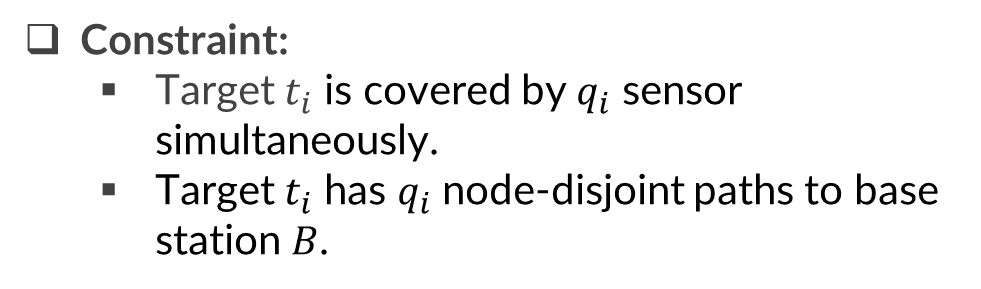 ❑ Constraint:
▪ Target tᵢ is covered by qᵢ sensor
simultaneously.
▪ Target tᵢ has qᵢ node-disjoint paths to base
station B.